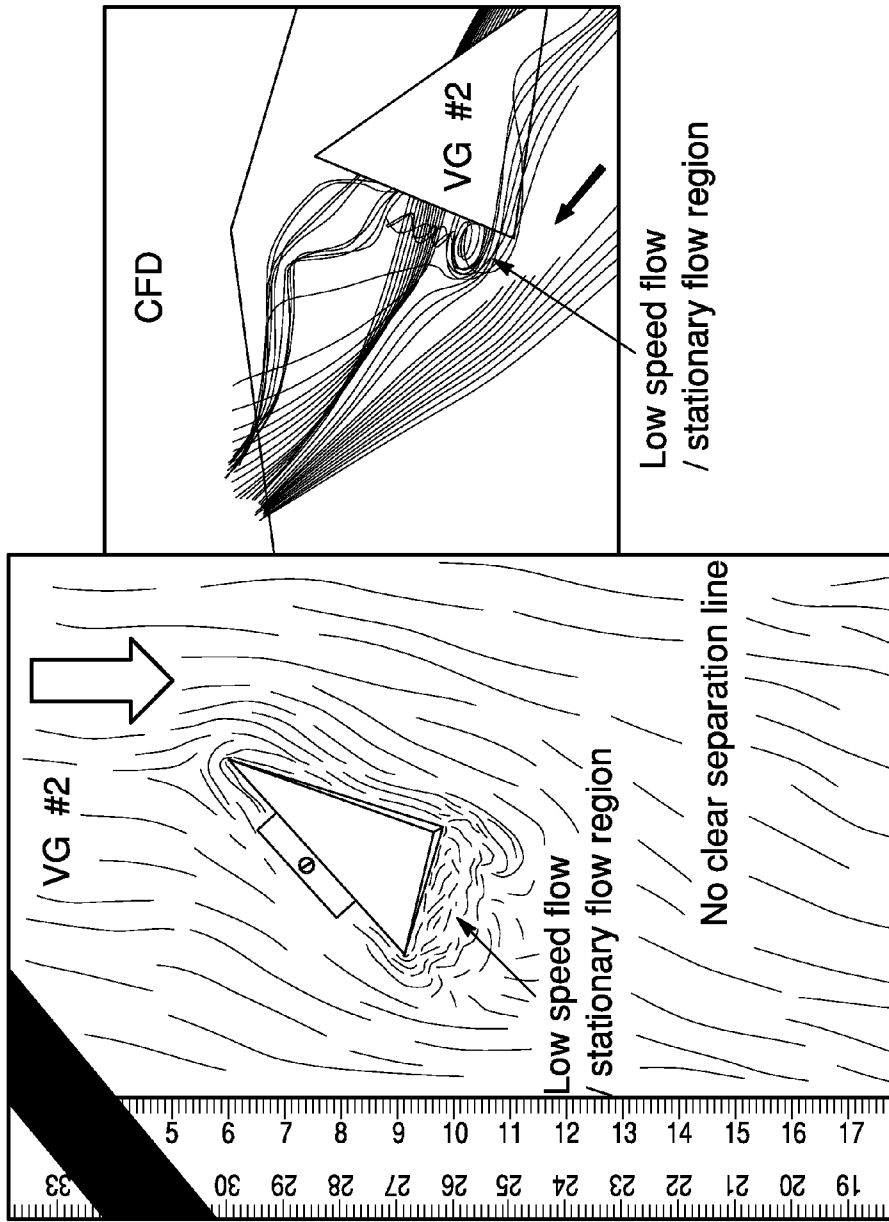 CFD
VG #2
Low speed flow
/ stationary flow region
VG #2
Low speed flow
stationary flow region
No clear separation line
5 6 7 8 9 10 11 12 13 14 15 16 17
33 30 29 28 27 26 25 24 23 22 21 20 19